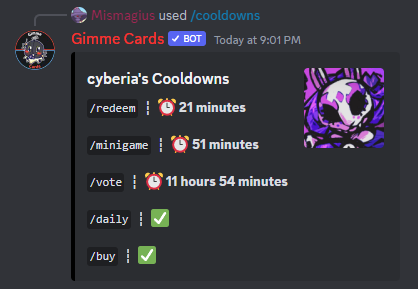 Mismagius used /cooldowns
Gimme Cards ✓ BOT Today at 9:01 PM
cyberia's Cooldowns
/redeem ¦ ⏰ 21 minutes
/minigame ¦ ⏰ 51 minutes
/vote ¦ ⏰ 11 hours 54 minutes
/daily ¦ ✅
/buy ¦ ✅